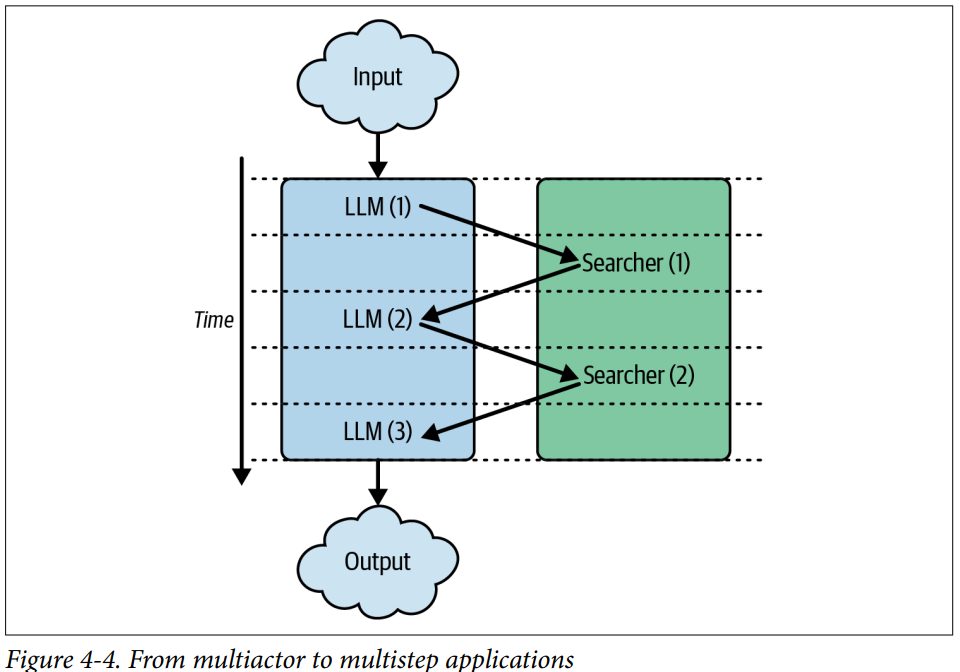 Input
LLM (1)
Searcher (1)
Time
LLM (2)
Searcher (2)
LLM (3)
Output
Figure 4-4. From multiactor to multistep applications